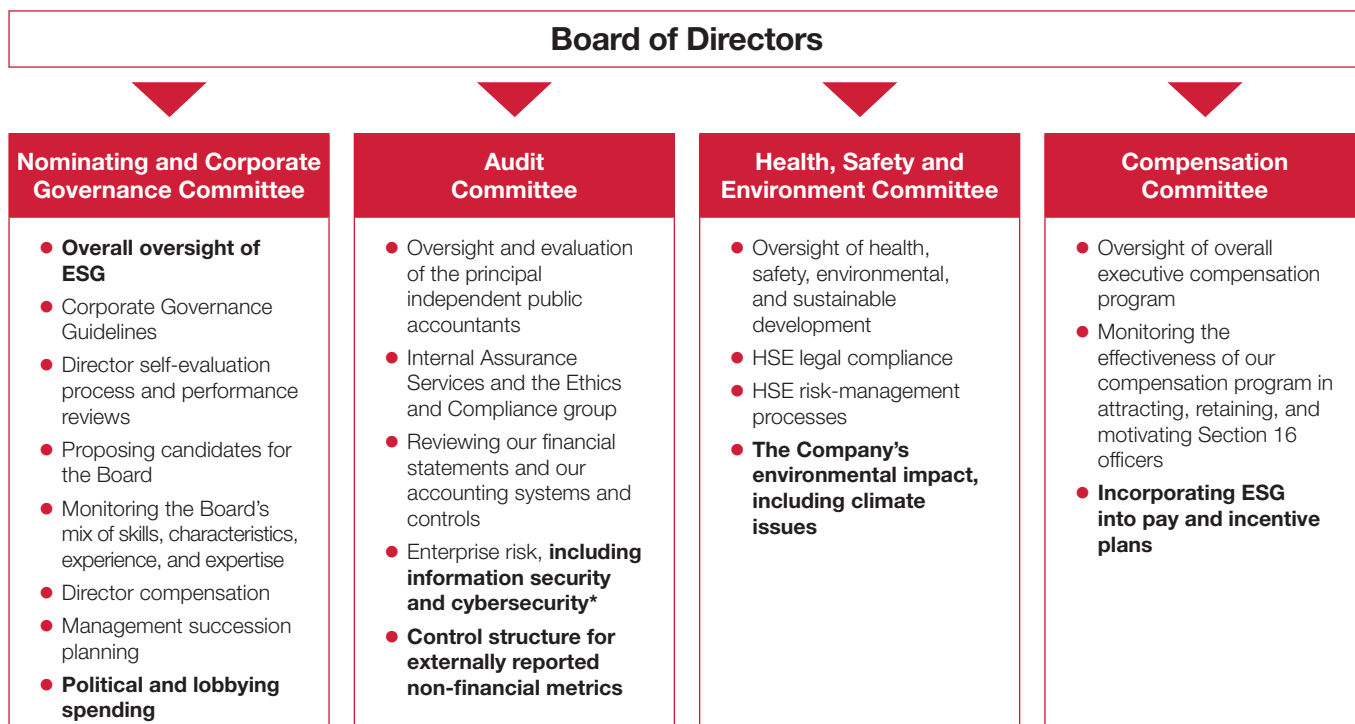 Board of Directors
Nominating and Corporate
Governance Committee
● Overall oversight of
ESG
● Corporate Governance
Guidelines
● Director self-evaluation
process and performance
reviews
● Proposing candidates for
the Board
● Monitoring the Board’s
mix of skills, characteristics,
experience, and expertise
● Director compensation
● Management succession
planning
● Political and lobbying
spending
Audit
Committee
● Oversight and evaluation
of the principal
independent public
accountants
● Internal Assurance
Services and the Ethics
and Compliance group
● Reviewing our financial
statements and our
accounting systems and
controls
● Enterprise risk, including
information security
and cybersecurity*
● Control structure for
externally reported
non-financial metrics
Health, Safety and
Environment Committee
● Oversight of health,
safety, environmental,
and sustainable
development
● HSE legal compliance
● HSE risk-management
processes
● The Company’s
environmental impact,
including climate
issues
Compensation
Committee
● Oversight of overall
executive compensation
program
● Monitoring the
effectiveness of our
compensation program in
attracting, retaining, and
motivating Section 16
officers
● Incorporating ESG
into pay and incentive
plans